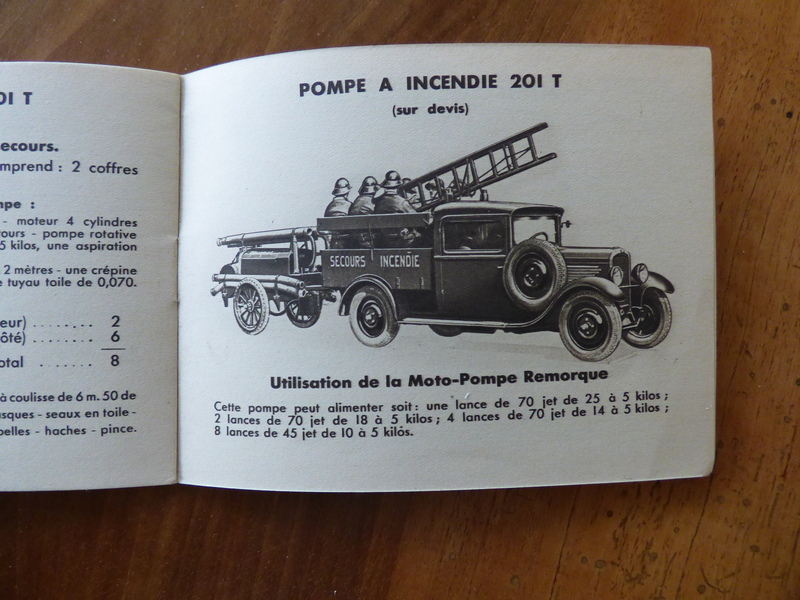 OI T
ecours.
mprend : 2 coffres
mpe :
- moteur 4 cylindres
ours - pompe rotative
5 kilos, une aspiration
2 mètres - une crépine
e tuyau toile de 0,070.
eur) ........ 2
ôté) ........ 6
otal ...... 8
à coulisse de 6 m. 50 de
sques - seaux en toile -
pelles - haches - pince.
POMPE A INCENDIE 201 T
(sur devis)
SECOURS INCENDIE
Utilisation de la Moto-Pompe Remorque
Cette pompe peut alimenter soit : une lance de 70 jet de 25 à 5 kilos ;
2 lances de 70 jet de 18 à 5 kilos ; 4 lances de 70 jet de 14 à 5 kilos ;
8 lances de 45 jet de 10 à 5 kilos.